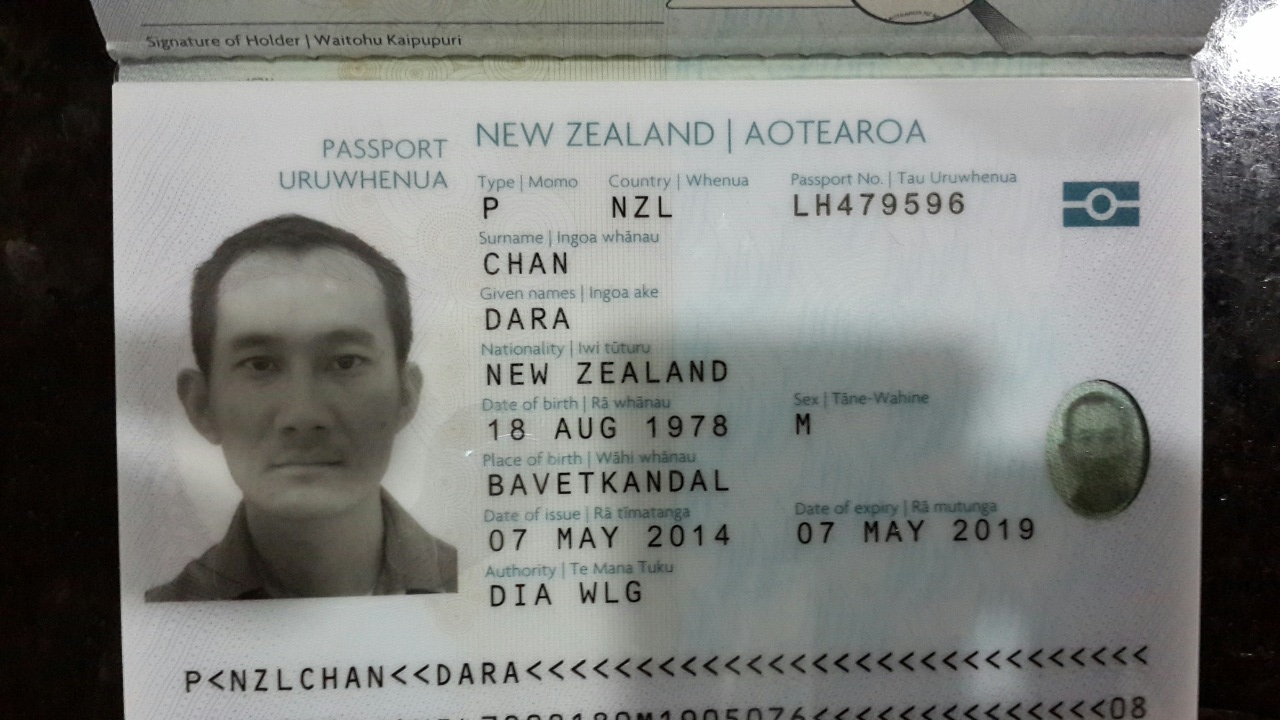 Signature of Holder | Waitohu Kaipupuri
PASSPORT
URUWHENUA
NEW ZEALAND | AOTEAROA
Type | Momo Country | Whenua Passport No. | Tau Uruwhenua
P NZL LH479596
Surname | Ingoa whānau
CHAN
Given names | Ingoa ake
DARA
Nationality | Iwi tūturu
NEW ZEALAND
Date of birth | Rā whānau Sex | Tāne-Wahine
18 AUG 1978 M
Place of birth | Wāhi whānau
BAVETKANDAL
Date of issue | Rā tīmatanga Date of expiry | Rā mutunga
07 MAY 2014 07 MAY 2019
Authority | Te Mana Tuku
DIA WLG
P<NZLCHAN<<DARA<<<<<<<<<<<<<<<<<<<<<<<<<<<<<